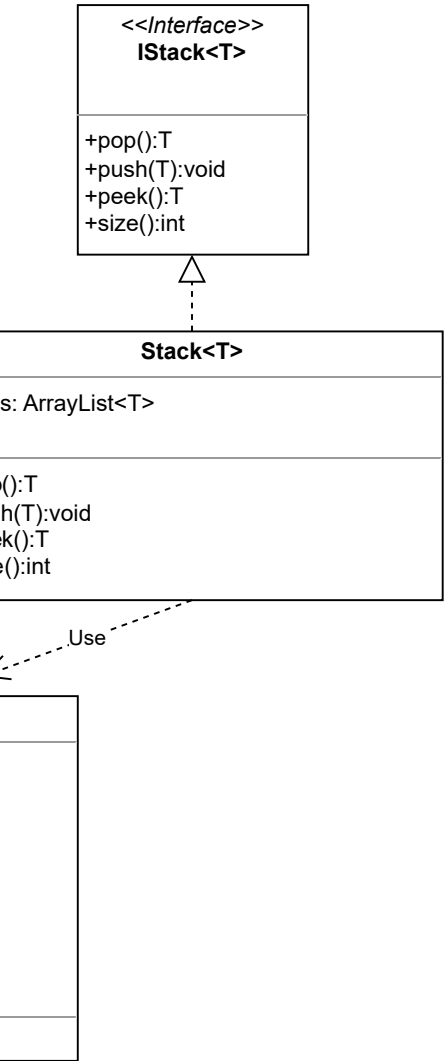 <<Interface>>
IStack<T>
+pop():T
+push(T):void
+peek():T
+size():int
Stack<T>
s: ArrayList<T>
():T
h(T):void
k():T
():int
Use